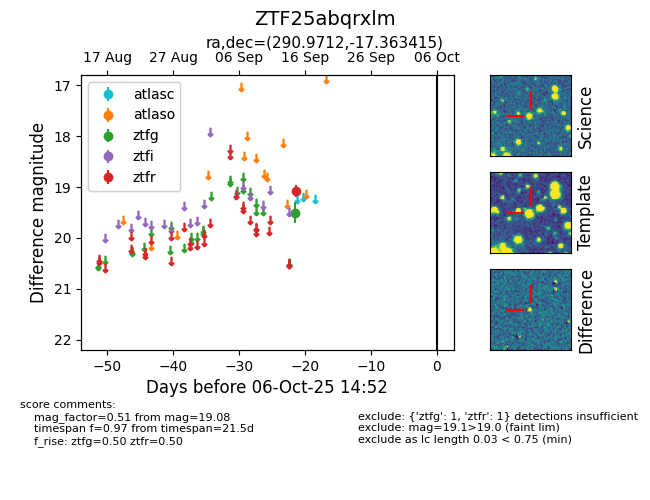 ZTF25abqrxlm
ra,dec=(290.9712,-17.363415)
17 Aug 27 Aug 06 Sep 16 Sep 26 Sep 06 Oct
atlasc
atlaso
ztfg
ztfi
ztfr
17
18
19
20
21
22
Difference magnitude
−50 −40 −30 −20 −10 0
Days before 06-Oct-25 14:52
Science
Template
Difference
score comments:
mag_factor=0.51 from mag=19.08
timespan f=0.97 from timespan=21.5d
f_rise: ztfg=0.50 ztfr=0.50
exclude: {'ztfg': 1, 'ztfr': 1} detections insufficient
exclude: mag=19.1>19.0 (faint lim)
exclude as lc length 0.03 < 0.75 (min)